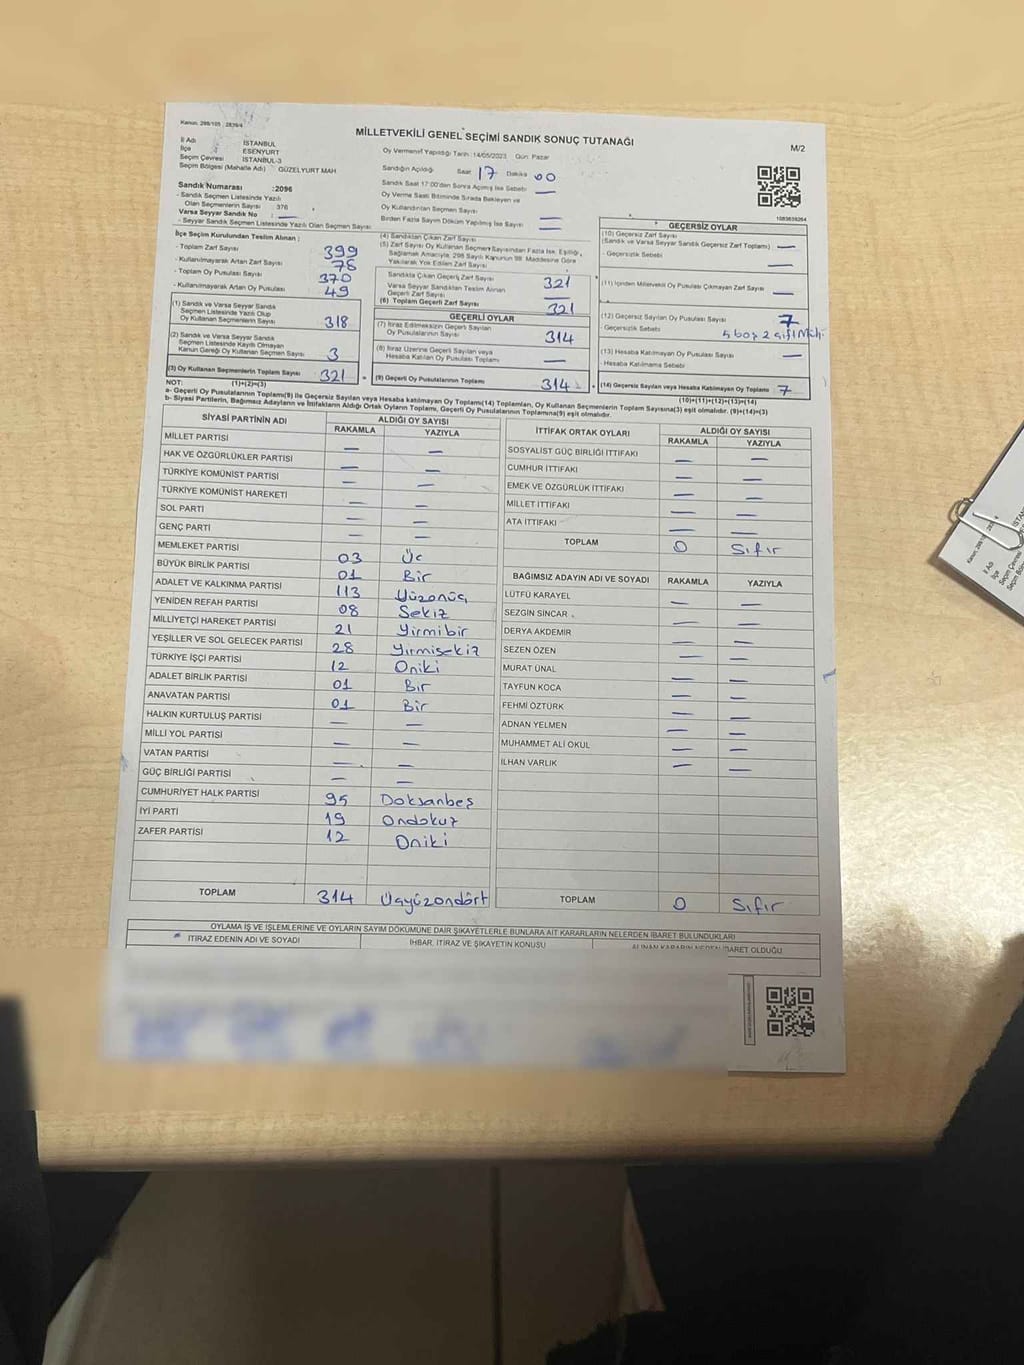 Kanun: 298/105 : 2839/4
MİLLETVEKİLİ GENEL SEÇİMİ SANDIK SONUÇ TUTANAĞI
M/2
İl Adı : İSTANBUL
İlçe : ESENYURT
Seçim Çevresi : İSTANBUL-3
Seçim Bölgesi (Mahalle Adı) : GÜZELYURT MAH
Sandık Numarası : 2096
- Sandık Seçmen Listesinde Yazılı
Olan Seçmenlerin Sayısı : 376
Varsa Seyyar Sandık No : —
- Seyyar Sandık Seçmen Listesinde Yazılı Olan Seçmen Sayısı:
Oy Vermenin Yapıldığı Tarih :14/05/2023 Gün: Pazar
Sandığın Açıldığı Saat 17 Dakika 00
Sandık Saat 17:00'den Sonra Açılmış İse Sebebi —
Oy Verme Saati Bitiminde Sırada Bekleyen ve
Oy Kullandırılan Seçmen Sayısı —
Birden Fazla Sayım Döküm Yapılmış İse Sayısı —
1083639264
İlçe Seçim Kurulundan Teslim Alınan :
- Toplam Zarf Sayısı 399
- Kullanılmayarak Artan Zarf Sayısı 78
- Toplam Oy Pusulası Sayısı 370
- Kullanılmayarak Artan Oy Pusulası 49
(1) Sandık ve Varsa Seyyar Sandık
Seçmen Listesinde Yazılı Olup
Oy Kullanan Seçmenlerin Sayısı 318
(2) Sandık ve Varsa Seyyar Sandık
Seçmen Listesinde Kayıtlı Olmayan
Kanun Gereği Oy Kullanan Seçmen Sayısı 3
(3) Oy Kullanan Seçmenlerin Toplam Sayısı 321
(1)+(2)=(3)
(4) Sandıktan Çıkan Zarf Sayısı
(5) Zarf Sayısı Oy Kullanan Seçmen Sayısından Fazla İse, Eşitliği
Sağlamak Amacıyla, 298 Sayılı Kanunun 98. Maddesine Göre
Yakılarak Yok Edilen Zarf Sayısı
Sandıkta Çıkan Geçerli Zarf Sayısı 321
Varsa Seyyar Sandıktan Teslim Alınan
Geçerli Zarf Sayısı —
(6) Toplam Geçerli Zarf Sayısı 321
GEÇERLİ OYLAR
(7) İtiraz Edilmeksizin Geçerli Sayılan
Oy Pusulalarının Sayısı 314
(8) İtiraz Üzerine Geçerli Sayılan veya
Hesaba Katılan Oy Pusulası Toplamı —
(9) Geçerli Oy Pusulalarının Toplamı 314
GEÇERSİZ OYLAR
(10) Geçersiz Zarf Sayısı
(Sandık ve Varsa Seyyar Sandık Geçersiz Zarf Toplamı) —
- Geçersizlik Sebebi —
(11) İçinden Milletvekili Oy Pusulası Çıkmayan Zarf Sayısı —
(12) Geçersiz Sayılan Oy Pusulası Sayısı 7
- Geçersizlik Sebebi 5 boş 2 çift
(13) Hesaba Katılmayan Oy Pusulası Sayısı —
- Hesaba Katılmama Sebebi
(14) Geçersiz Sayılan veya Hesaba Katılmayan Oy Toplamı 7
(10)+(11)+(12)+(13)=(14)
NOT:
a- Geçerli Oy Pusulalarının Toplamı(9) ile Geçersiz Sayılan veya Hesaba Katılmayan Oy Toplamı(14) Toplamları, Oy Kullanan Seçmenlerin Toplam Sayısına(3) eşit olmalıdır. (9)+(14)=(3)
b- Siyasi Partilerin, Bağımsız Adayların ve İttifakların Aldığı Ortak Oyların Toplamı, Geçerli Oy Pusulalarının Toplamına(9) eşit olmalıdır.
SİYASİ PARTİNİN ADI ALDIĞI OY SAYISI
RAKAMLA YAZIYLA
MİLLET PARTİSİ — —
HAK VE ÖZGÜRLÜKLER PARTİSİ — —
TÜRKİYE KOMÜNİST PARTİSİ — —
TÜRKİYE KOMÜNİST HAREKETİ — —
SOL PARTİ — —
GENÇ PARTİ — —
MEMLEKET PARTİSİ 03 Üç
BÜYÜK BİRLİK PARTİSİ 01 Bir
ADALET VE KALKINMA PARTİSİ 113 Yüzonüç
YENİDEN REFAH PARTİSİ 08 Sekiz
MİLLİYETÇİ HAREKET PARTİSİ 21 Yirmibir
YEŞİLLER VE SOL GELECEK PARTİSİ 28 Yirmisekiz
TÜRKİYE İŞÇİ PARTİSİ 12 Oniki
ADALET BİRLİK PARTİSİ 01 Bir
ANAVATAN PARTİSİ 01 Bir
HALKIN KURTULUŞ PARTİSİ — —
MİLLİ YOL PARTİSİ — —
VATAN PARTİSİ — —
GÜÇ BİRLİĞİ PARTİSİ — —
CUMHURİYET HALK PARTİSİ 95 Doksanbeş
İYİ PARTİ 19 Ondokuz
ZAFER PARTİSİ 12 Oniki
TOPLAM 314 Üçyüzondört
İTTİFAK ORTAK OYLARI ALDIĞI OY SAYISI
RAKAMLA YAZIYLA
SOSYALİST GÜÇ BİRLİĞİ İTTİFAKI — —
CUMHUR İTTİFAKI — —
EMEK VE ÖZGÜRLÜK İTTİFAKI — —
MİLLET İTTİFAKI — —
ATA İTTİFAKI — —
TOPLAM 0 Sıfır
BAĞIMSIZ ADAYIN ADI VE SOYADI RAKAMLA YAZIYLA
LÜTFÜ KARAYEL — —
SEZGİN SİNCAR — —
DERYA AKDEMİR — —
SEZEN ÖZEN — —
MURAT ÜNAL — —
TAYFUN KOCA — —
FEHMİ ÖZTÜRK — —
ADNAN YELMEN — —
MUHAMMET ALİ OKUL — —
İLHAN VARLIK — —
TOPLAM 0 Sıfır
OYLAMA İŞ VE İŞLEMLERİNE VE OYLARIN SAYIM DÖKÜMÜNE DAİR ŞİKAYETLERLE BUNLARA AİT KARARLARIN NELERDEN İBARET BULUNDUKLARI
İTİRAZ EDENİN ADI VE SOYADI İHBAR, İTİRAZ VE ŞİKAYETİN KONUSU ALINAN KARARIN NEDEN İBARET OLDUĞU